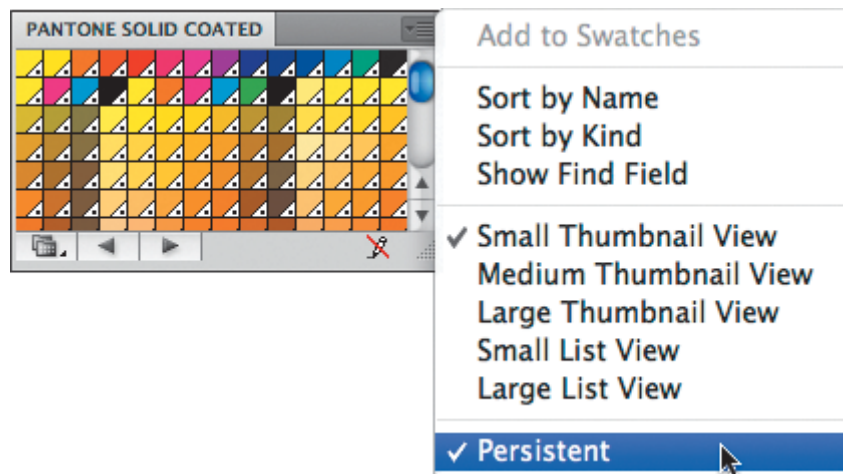 PANTONE SOLID COATED
Add to Swatches
Sort by Name
Sort by Kind
Show Find Field
Small Thumbnail View
Medium Thumbnail View
Large Thumbnail View
Small List View
Large List View
Persistent